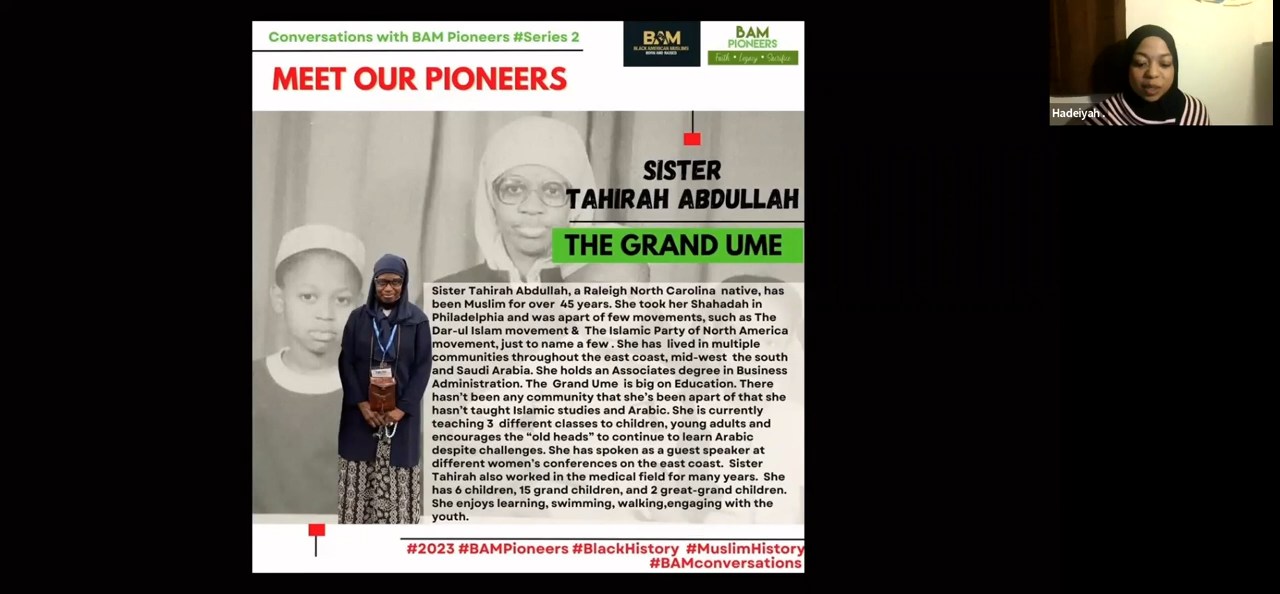 Conversations with BAM Pioneers #Series 2
BAM
BLACK AMERICAN MUSLIMS
BORN AND RAISED
BAM
PIONEERS
Faith • Legacy • Sacrifice
MEET OUR PIONEERS
Hadeiyah .
SISTER
TAHIRAH ABDULLAH
THE GRAND UME
Sister Tahirah Abdullah, a Raleigh North Carolina native, has
been Muslim for over 45 years. She took her Shahadah in
Philadelphia and was apart of few movements, such as The
Dar-ul Islam movement & The Islamic Party of North America
movement, just to name a few . She has lived in multiple
communities throughout the east coast, mid-west the south
and Saudi Arabia. She holds an Associates degree in Business
Administration. The Grand Ume is big on Education. There
hasn't been any community that she's been apart of that she
hasn't taught Islamic studies and Arabic. She is currently
teaching 3 different classes to children, young adults and
encourages the “old heads” to continue to learn Arabic
despite challenges. She has spoken as a guest speaker at
different women's conferences on the east coast. Sister
Tahirah also worked in the medical field for many years. She
has 6 children, 15 grand children, and 2 great-grand children.
She enjoys learning, swimming, walking,engaging with the
youth.
#2023 #BAMPioneers #BlackHistory #MuslimHistory
#BAMconversations